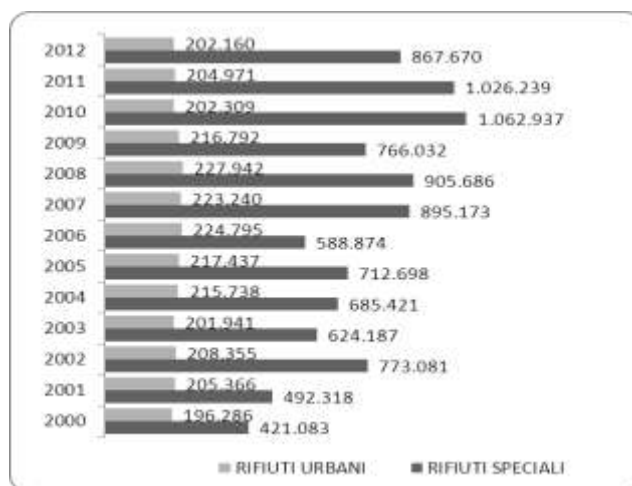 2012 202.160 867.670
2011 204.971 1.026.239
2010 202.309 1.062.937
2009 216.792 766.032
2008 227.942 905.686
2007 223.240 895.173
2006 224.795 588.874
2005 217.437 712.698
2004 215.738 685.421
2003 201.941 624.187
2002 208.355 773.081
2001 205.366 492.318
2000 196.286 421.083
RIFIUTI URBANI RIFIUTI SPECIALI